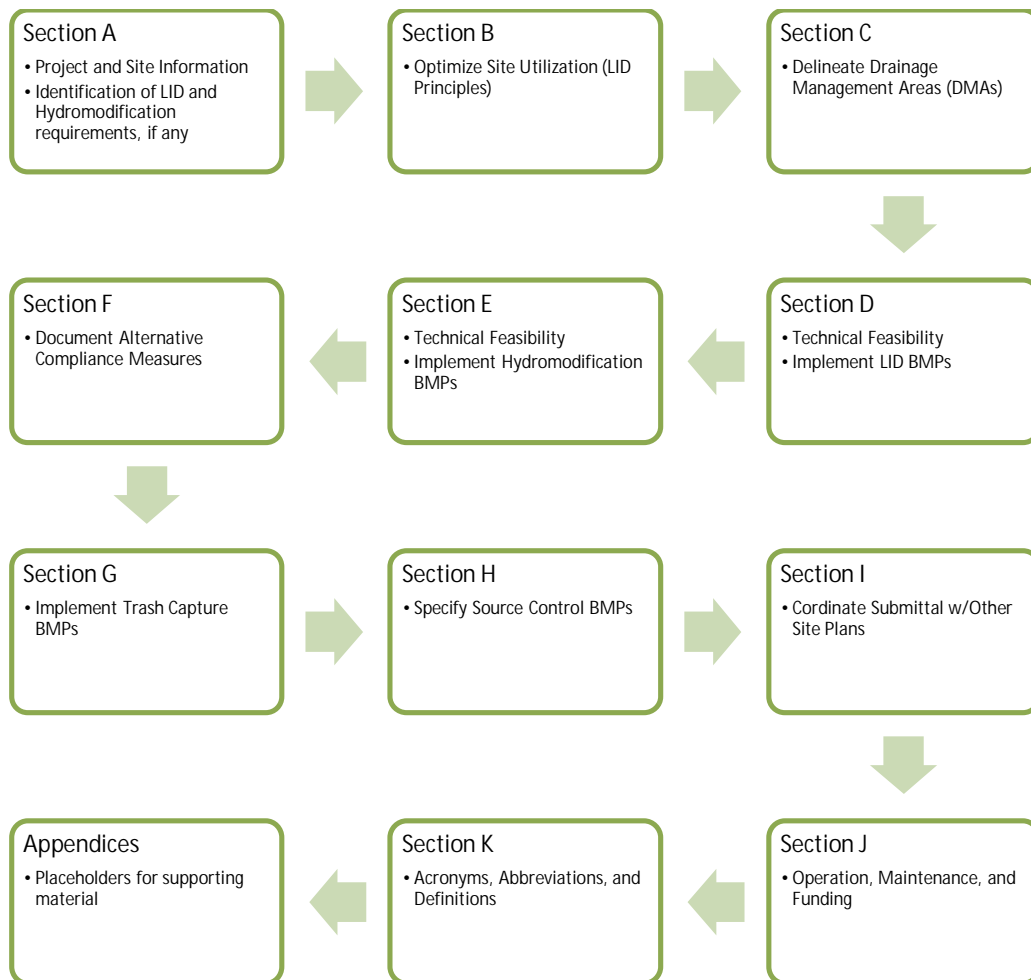 Section A
• Project and Site Information
• Identification of LID and
Hydromodification
requirements, if any
Section B
• Optimize Site Utilization (LID
Principles)
Section C
• Delineate Drainage
Management Areas (DMAs)
Section D
• Technical Feasibility
• Implement LID BMPs
Section E
• Technical Feasibility
• Implement Hydromodification
BMPs
Section F
• Document Alternative
Compliance Measures
Section G
• Implement Trash Capture
BMPs
Section H
• Specify Source Control BMPs
Section I
• Cordinate Submittal w/Other
Site Plans
Section J
• Operation, Maintenance, and
Funding
Section K
• Acronyms, Abbreviations, and
Definitions
Appendices
• Placeholders for supporting
material